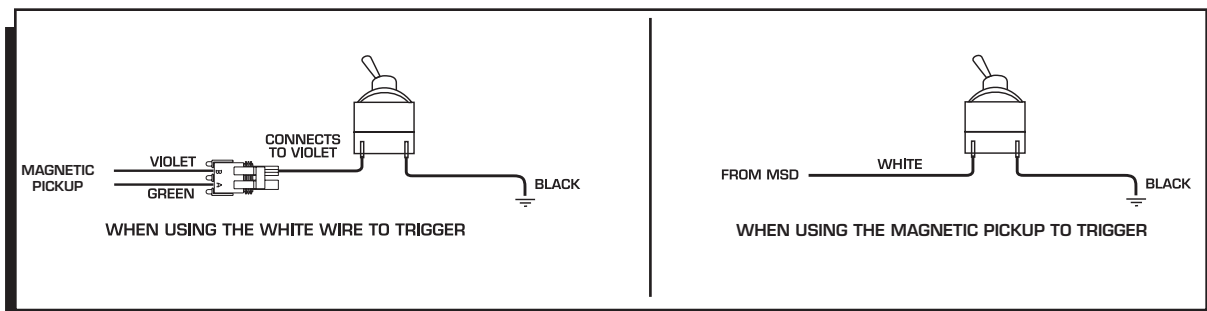 MAGNETIC
PICKUP
VIOLET
GREEN
B
A
CONNECTS
TO VIOLET
BLACK
WHEN USING THE WHITE WIRE TO TRIGGER
FROM MSD
WHITE
BLACK
WHEN USING THE MAGNETIC PICKUP TO TRIGGER